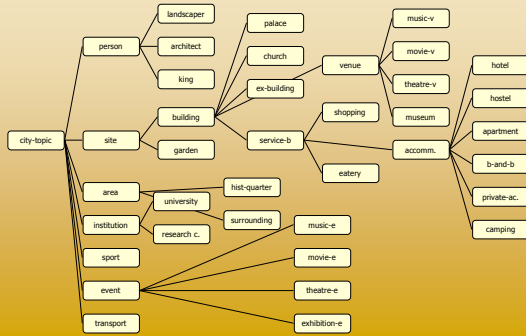 city-topic
person
landscaper
architect
king
site
building
garden
palace
church
ex-building
venue
music-v
movie-v
theatre-v
museum
service-b
shopping
accomm.
eatery
hotel
hostel
apartment
b-and-b
private-ac.
camping
area
hist-quarter
surrounding
institution
university
research c.
sport
event
music-e
movie-e
theatre-e
exhibition-e
transport